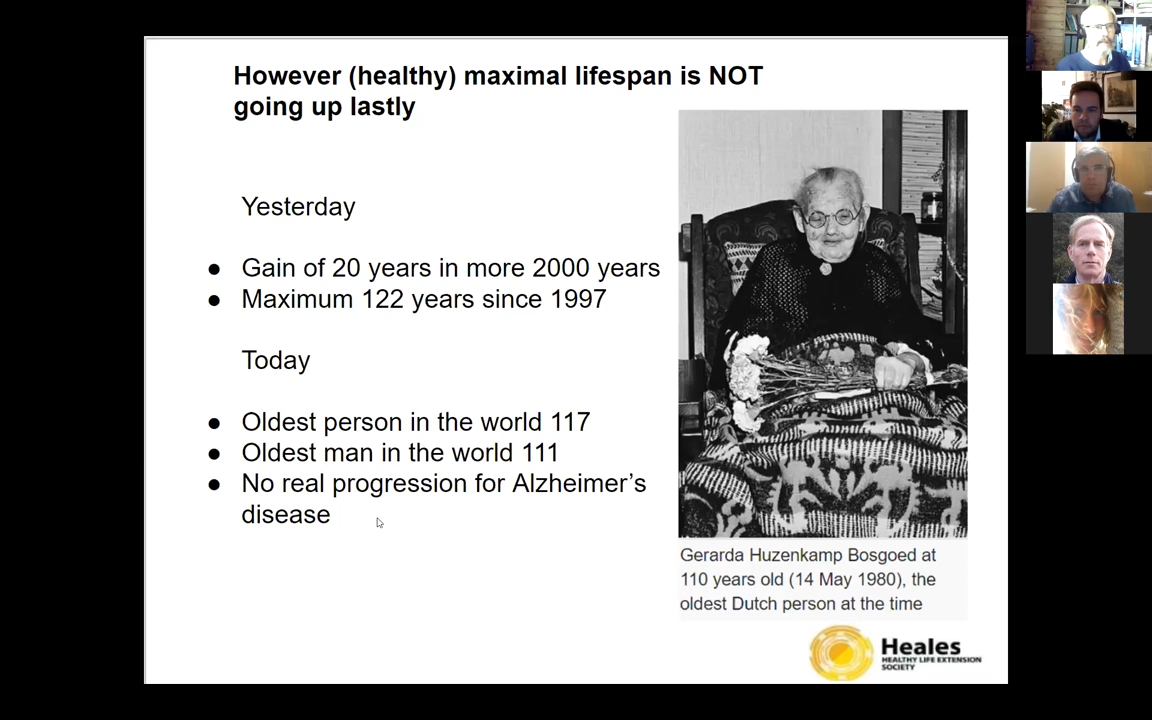 However (healthy) maximal lifespan is NOT
going up lastly
Yesterday
● Gain of 20 years in more 2000 years
● Maximum 122 years since 1997
Today
● Oldest person in the world 117
● Oldest man in the world 111
● No real progression for Alzheimer's
disease
Gerarda Huzenkamp Bosgoed at
110 years old (14 May 1980), the
oldest Dutch person at the time
Heales
HEALTHY LIFE EXTENSION
SOCIETY